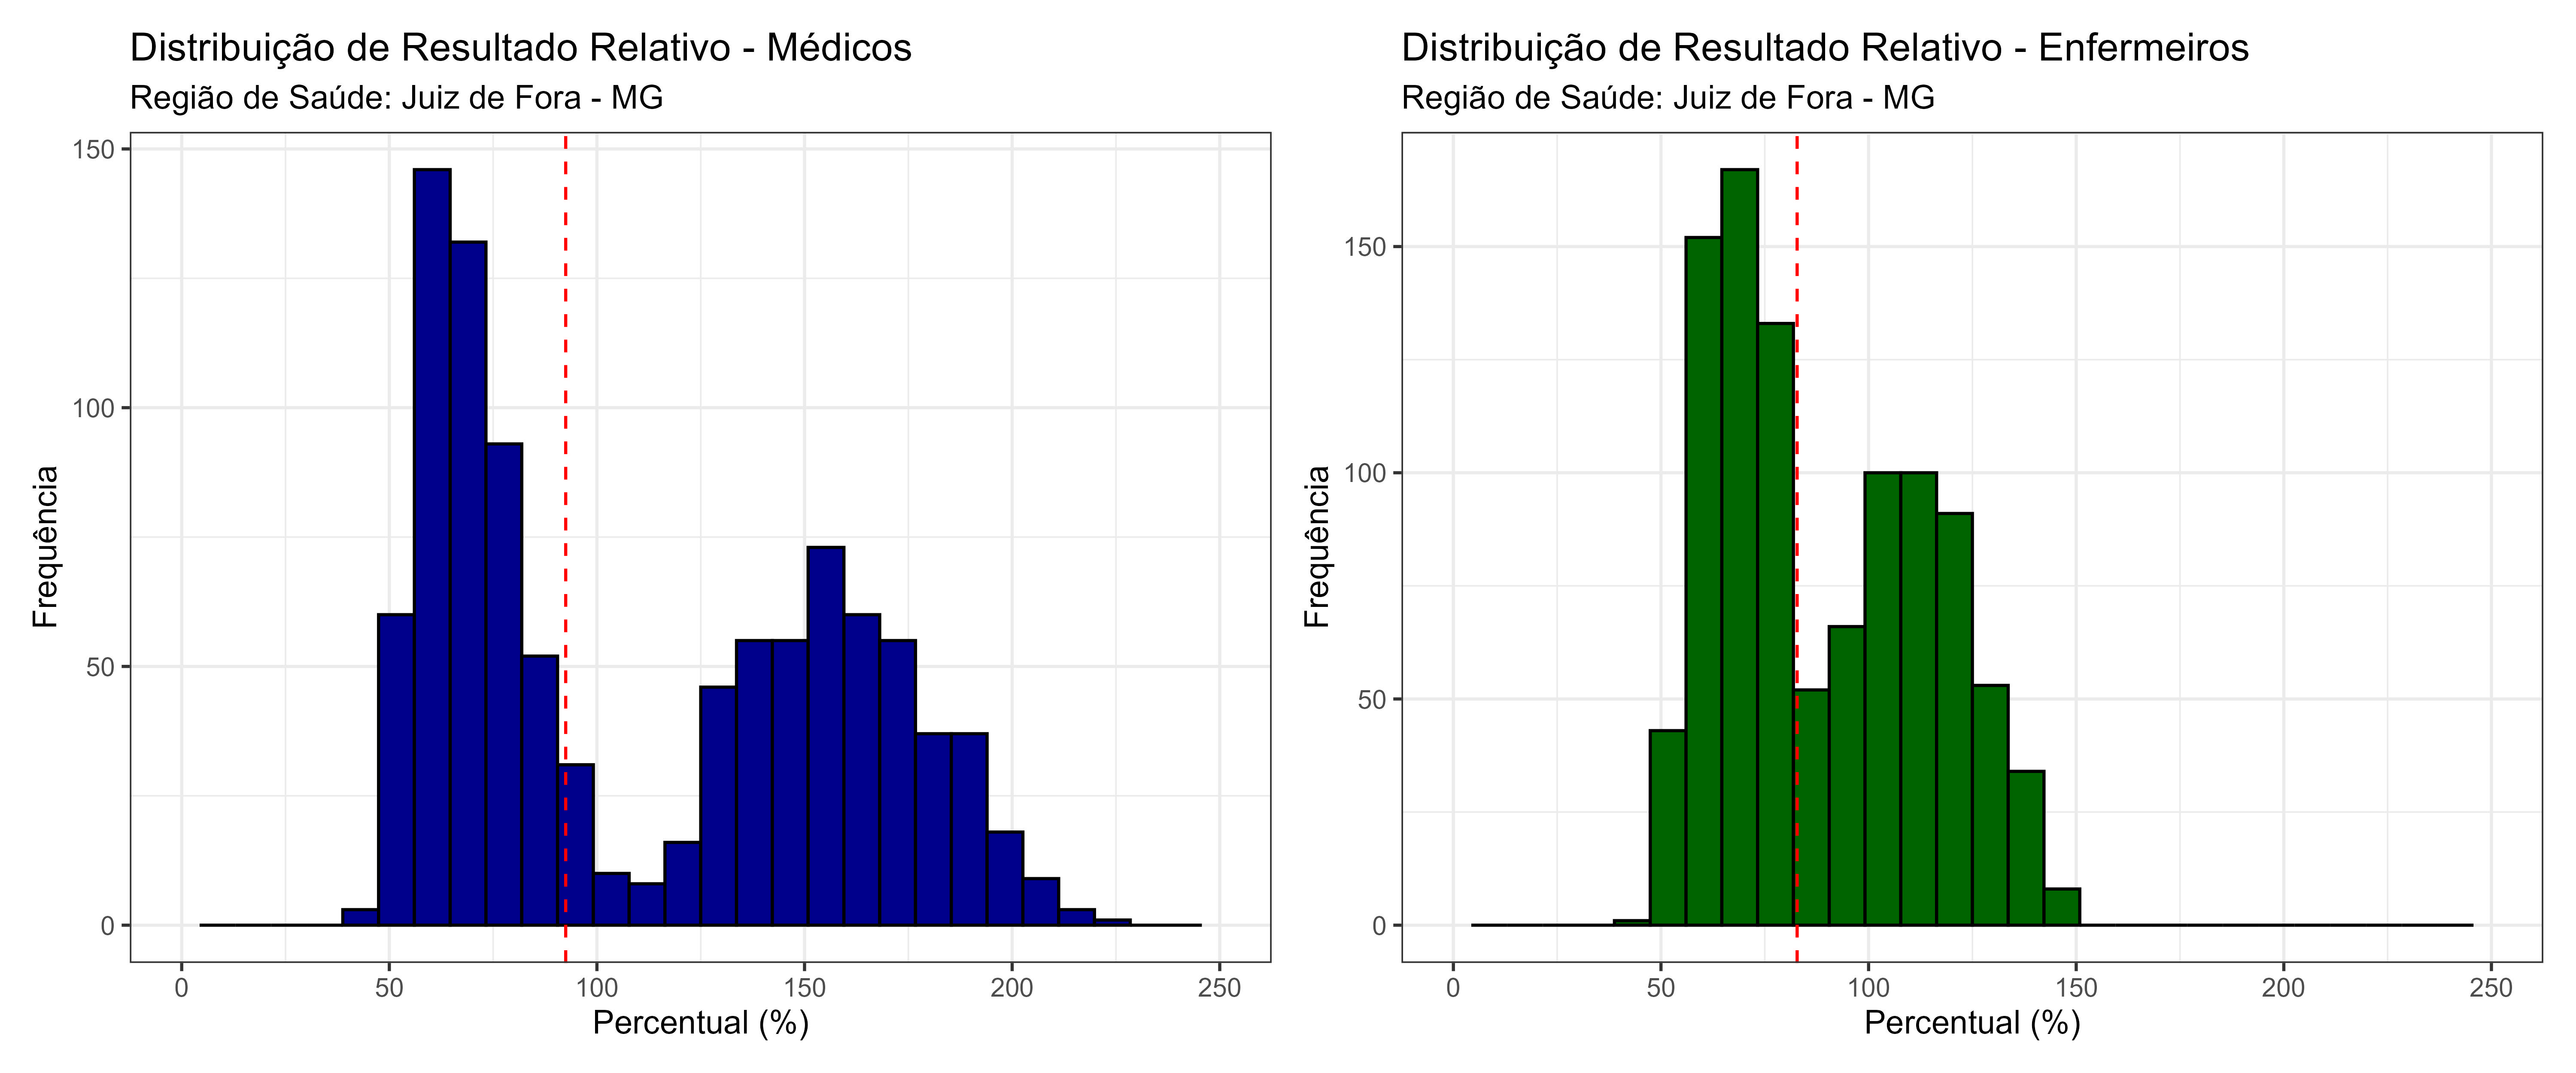 Distribuição de Resultado Relativo - Médicos
Região de Saúde: Juiz de Fora - MG
150
100
50
0
Frequência
0 50 100 150 200 250
Percentual (%)
Distribuição de Resultado Relativo - Enfermeiros
Região de Saúde: Juiz de Fora - MG
150
100
50
0
Frequência
0 50 100 150 200 250
Percentual (%)